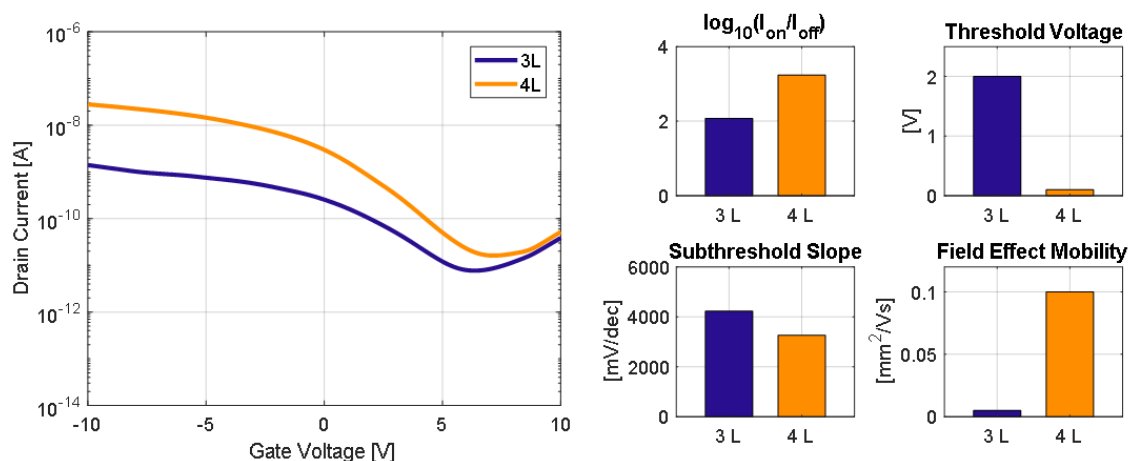 10^-6
10^-8
10^-10
10^-12
10^-14
Drain Current [A]
-10 -5 0 5 10
Gate Voltage [V]
3L
4L
log10(Ion/Ioff)
4
2
0
3 L 4 L
Threshold Voltage
[V]
2
1
0
3 L 4 L
Subthreshold Slope
[mV/dec]
6000
4000
2000
0
3 L 4 L
Field Effect Mobility
[mm²/Vs]
0.1
0.05
0
3 L 4 L